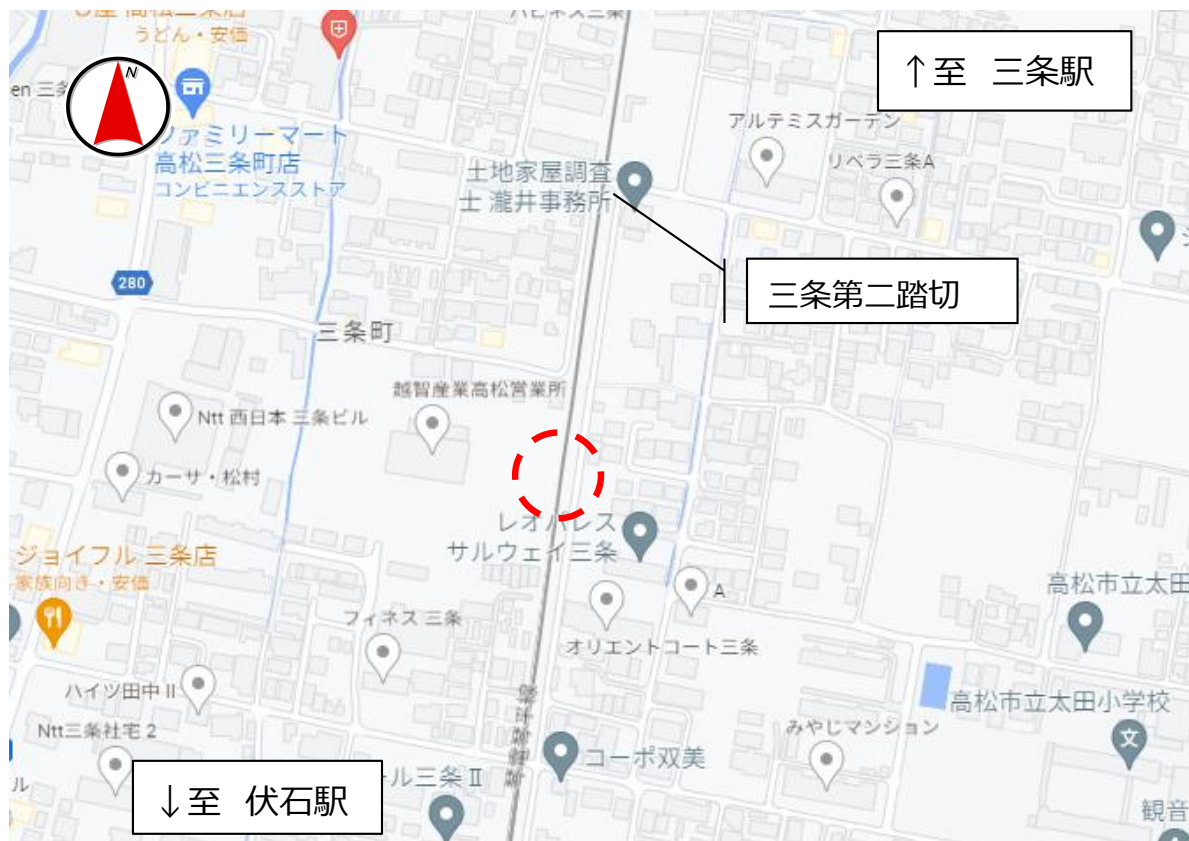 うどん・安価
ハピネス三条
N
↑至 三条駅
アルテミスガーデン
リベラ三条A
ファミリーマート
高松三条町店
コンビニエンスストア
土地家屋調査
士 瀧井事務所
280
三条第二踏切
三条町
越智産業高松営業所
Ntt 西日本 三条ビル
カーサ・松村
レオパレス
サルウェイ三条
ジョイフル 三条店
家族向き・安価
A
高松市立太田
フィネス 三条
オリエントコート三条
ハイツ田中 II
高松市立太田小学校
文
Ntt三条社宅 2
みやじマンション
コーポ双美
ル三条 II
ル
↓至 伏石駅
観音